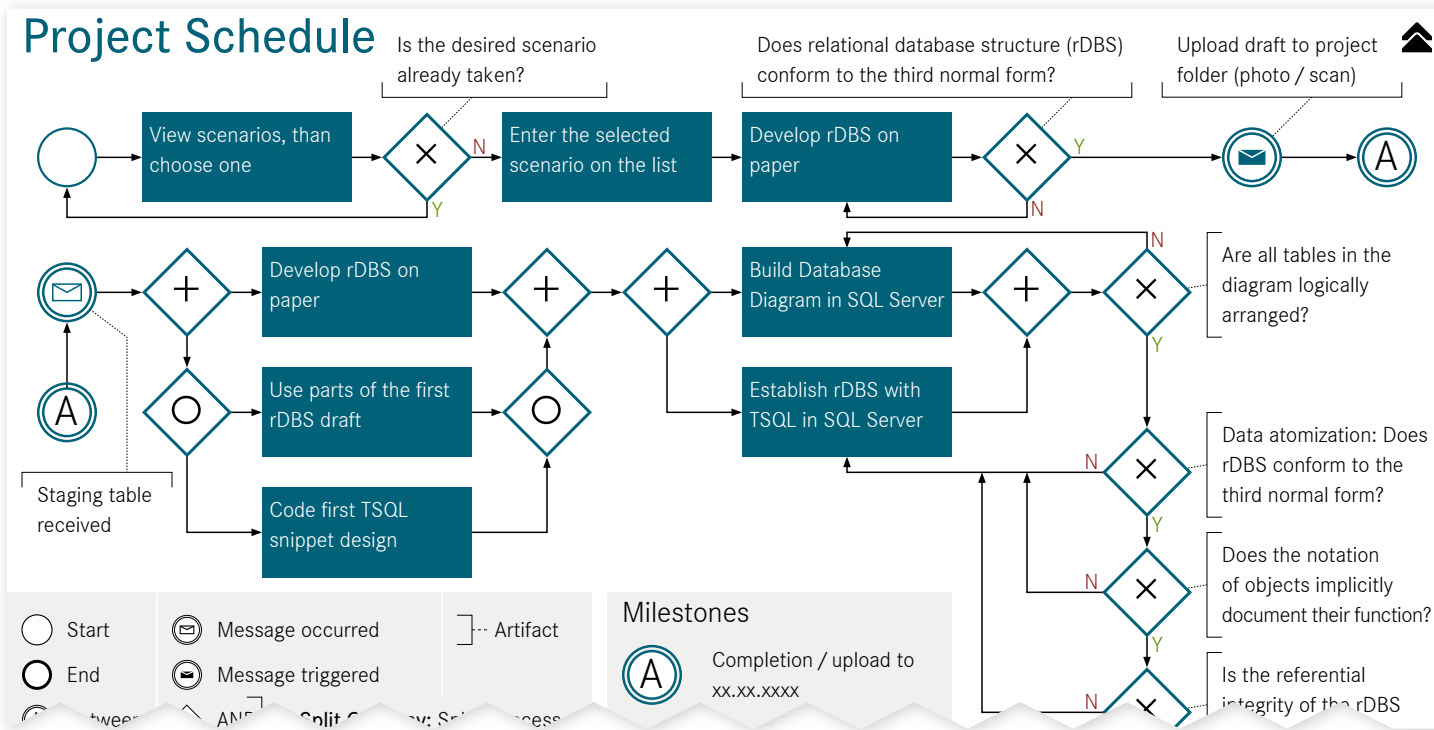 Project Schedule
Is the desired scenario
already taken?
Does relational database structure (rDBS)
conform to the third normal form?
Upload draft to project
folder (photo / scan)
View scenarios, than
choose one
N
Y
Enter the selected
scenario on the list
Develop rDBS on
paper
Y
N
A
Develop rDBS on
paper
Build Database
Diagram in SQL Server
N
Y
Are all tables in the
diagram logically
arranged?
A
Use parts of the first
rDBS draft
Establish rDBS with
TSQL in SQL Server
N
Y
Data atomization: Does
rDBS conform to the
third normal form?
Staging table
received
Code first TSQL
snippet design
N
Y
Does the notation
of objects implicitly
document their function?
Start
Message occurred
Artifact
End
Message triggered
Milestones
A
Completion / upload to
xx.xx.xxxx
N
Is the referential
integrity of the rDBS